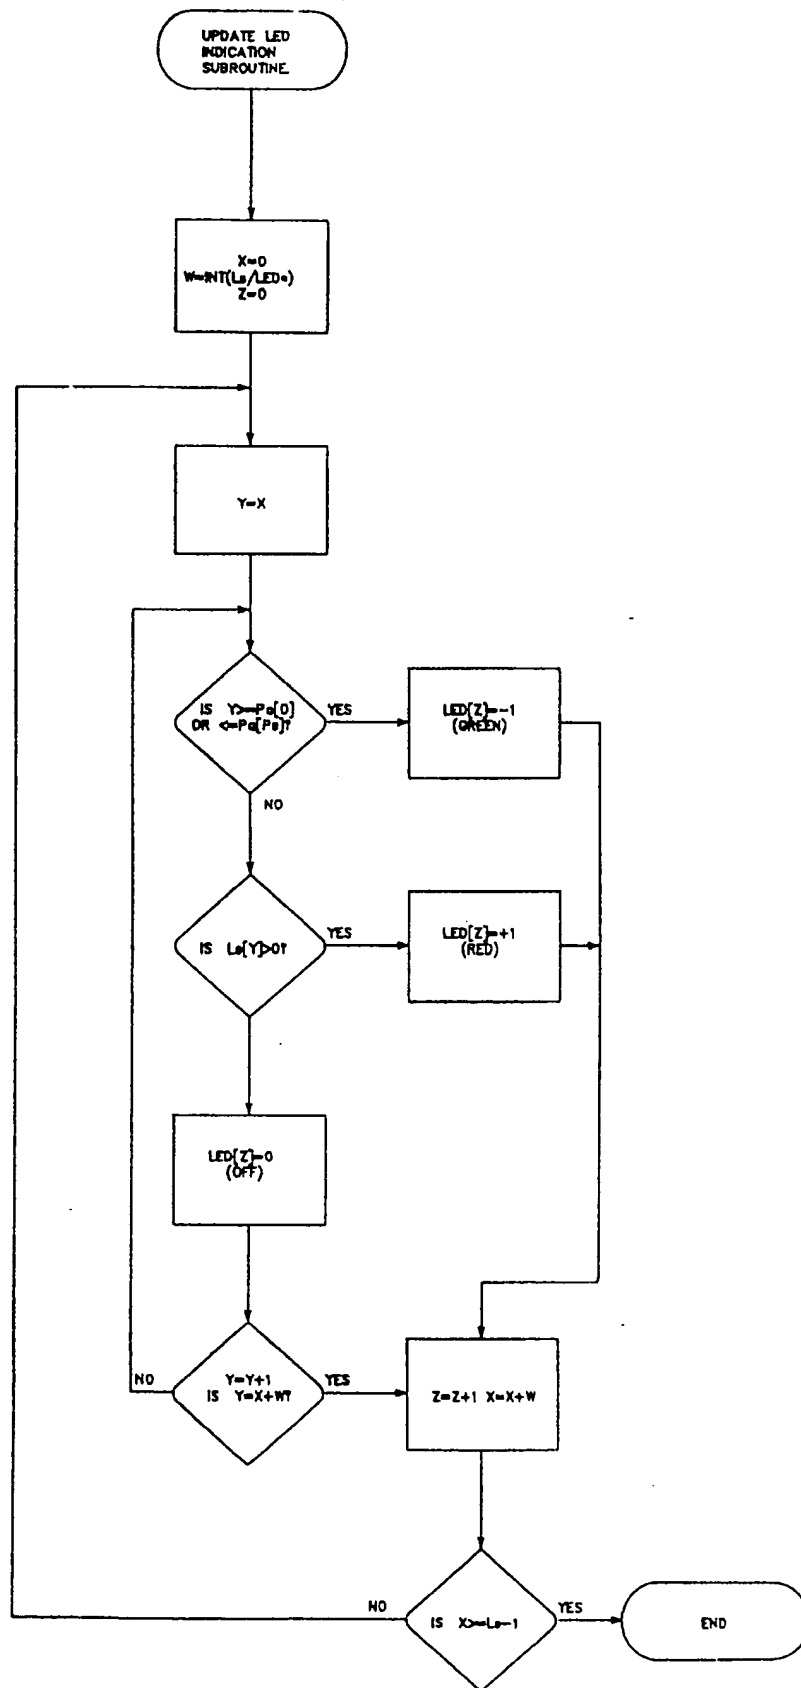 UPDATE LED
INDICATION
SUBROUTINE
X=0
W=INT(Ls/LEDs)
Z=0
Y=X
IS Y>=Pa[0]
OR <=Pa[Ps]?
YES
LED[Z]=-1
(GREEN)
NO
IS Ls[Y]>0?
YES
LED[Z]=+1
(RED)
LED[Z]=0
(OFF)
NO
Y=Y+1
IS Y=X+W?
YES
Z=Z+1 X=X+W
NO
IS X>=Ls-1
YES
END